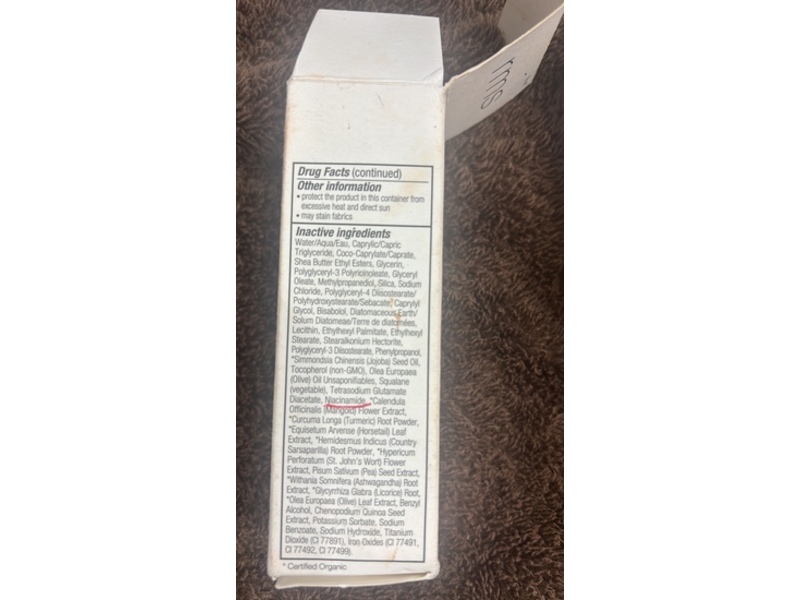 rms
Drug Facts (continued)
Other information
• protect the product in this container from
excessive heat and direct sun
• may stain fabrics
Inactive ingredients
Water/Aqua/Eau, Caprylic/Capric
Triglyceride, Coco-Caprylate/Caprate,
Shea Butter Ethyl Esters, Glycerin,
Polyglyceryl-3 Polyricinoleate, Glyceryl
Oleate, Methylpropanediol, Silica, Sodium
Chloride, Polyglyceryl-4 Diisostearate/
Polyhydroxystearate/Sebacate, Caprylyl
Glycol, Bisabolol, Diatomaceous Earth/
Solum Diatomeae/Terre de diatomées,
Lecithin, Ethylhexyl Palmitate, Ethylhexyl
Stearate, Stearalkonium Hectorite,
Polyglyceryl-3 Diisostearate, Phenylpropanol,
*Simmondsia Chinensis (Jojoba) Seed Oil,
Tocopherol (non-GMO), Olea Europaea
(Olive) Oil Unsaponifiables, Squalane
(vegetable), Tetrasodium Glutamate
Diacetate, Niacinamide, *Calendula
Officinalis (Marigold) Flower Extract,
*Curcuma Longa (Turmeric) Root Powder,
*Equisetum Arvense (Horsetail) Leaf
Extract, *Hemidesmus Indicus (Country
Sarsaparilla) Root Powder, *Hypericum
Perforatum (St. John's Wort) Flower
Extract, Pisum Sativum (Pea) Seed Extract,
*Withania Somnifera (Ashwagandha) Root
Extract, *Glycyrrhiza Glabra (Licorice) Root,
*Olea Europaea (Olive) Leaf Extract, Benzyl
Alcohol, Chenopodium Quinoa Seed
Extract, Potassium Sorbate, Sodium
Benzoate, Sodium Hydroxide, Titanium
Dioxide (CI 77891), Iron Oxides (CI 77491,
CI 77492, CI 77499).
* Certified Organic